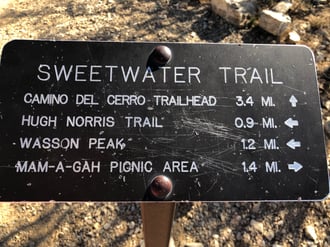 SWEETWATER TRAIL
CAMINO DEL CERRO TRAILHEAD 3.4 MI. ↑
HUGH NORRIS TRAIL 0.9 MI. ←
WASSON PEAK 1.2 MI. ←
MAM-A-GAH PICNIC AREA 1.4 MI. →